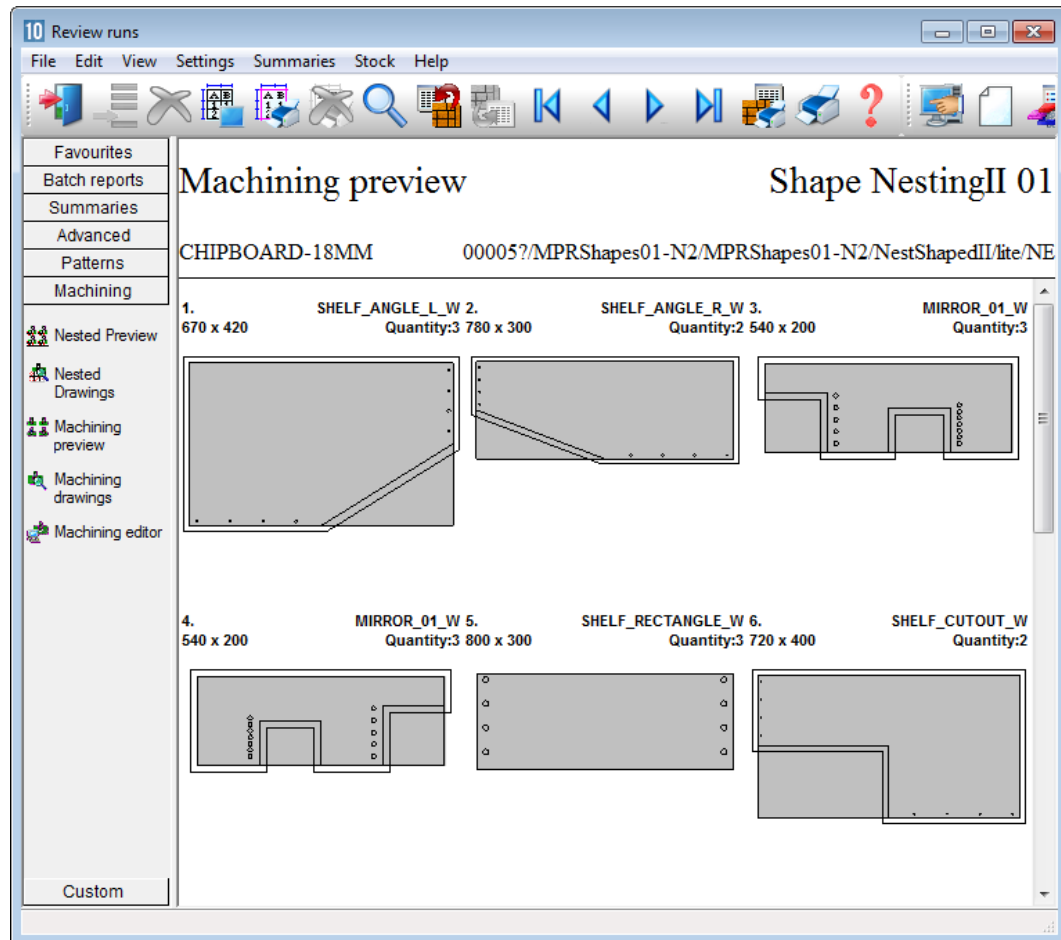 10 Review runs
File Edit View Settings Summaries Stock Help
Favourites
Batch reports
Summaries
Advanced
Patterns
Machining
Nested Preview
Nested
Drawings
Machining
preview
Machining
drawings
Machining editor
Custom
Machining preview Shape NestingII 01
CHIPBOARD-18MM 00005?/MPRShapes01-N2/MPRShapes01-N2/NestShapedII/lite/NE
1. SHELF_ANGLE_L_W 2. SHELF_ANGLE_R_W 3. MIRROR_01_W
670 x 420 Quantity:3 780 x 300 Quantity:2 540 x 200 Quantity:3
4. MIRROR_01_W 5. SHELF_RECTANGLE_W 6. SHELF_CUTOUT_W
540 x 200 Quantity:3 800 x 300 Quantity:3 720 x 400 Quantity:2